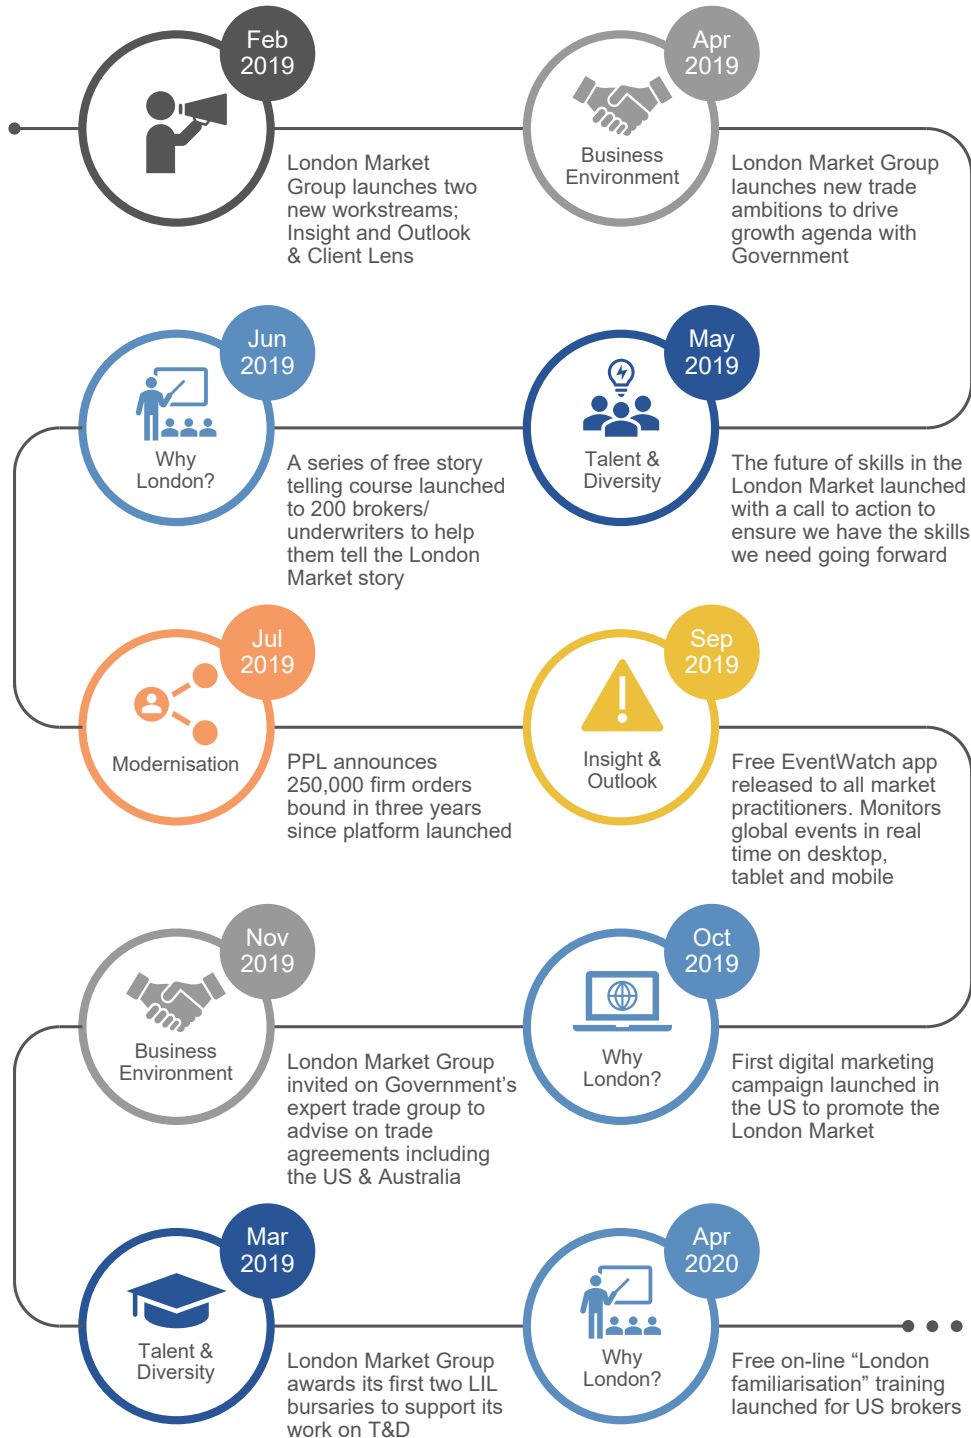 Feb
2019
London Market
Group launches two
new workstreams;
Insight and Outlook
& Client Lens
Apr
2019
Business
Environment
London Market Group
launches new trade
ambitions to drive
growth agenda with
Government
May
2019
Talent &
Diversity
The future of skills in the
London Market launched
with a call to action to
ensure we have the skills
we need going forward
Jun
2019
Why
London?
A series of free story
telling course launched
to 200 brokers/
underwriters to help
them tell the London
Market story
Jul
2019
Modernisation
PPL announces
250,000 firm orders
bound in three years
since platform launched
Sep
2019
Insight &
Outlook
Free EventWatch app
released to all market
practitioners. Monitors
global events in real
time on desktop,
tablet and mobile
Oct
2019
Why
London?
First digital marketing
campaign launched in
the US to promote the
London Market
Nov
2019
Business
Environment
London Market Group
invited on Government’s
expert trade group to
advise on trade
agreements including
the US & Australia
Mar
2019
Talent &
Diversity
London Market Group
awards its first two LIL
bursaries to support its
work on T&D
Apr
2020
Why
London?
Free on-line “London
familiarisation” training
launched for US brokers